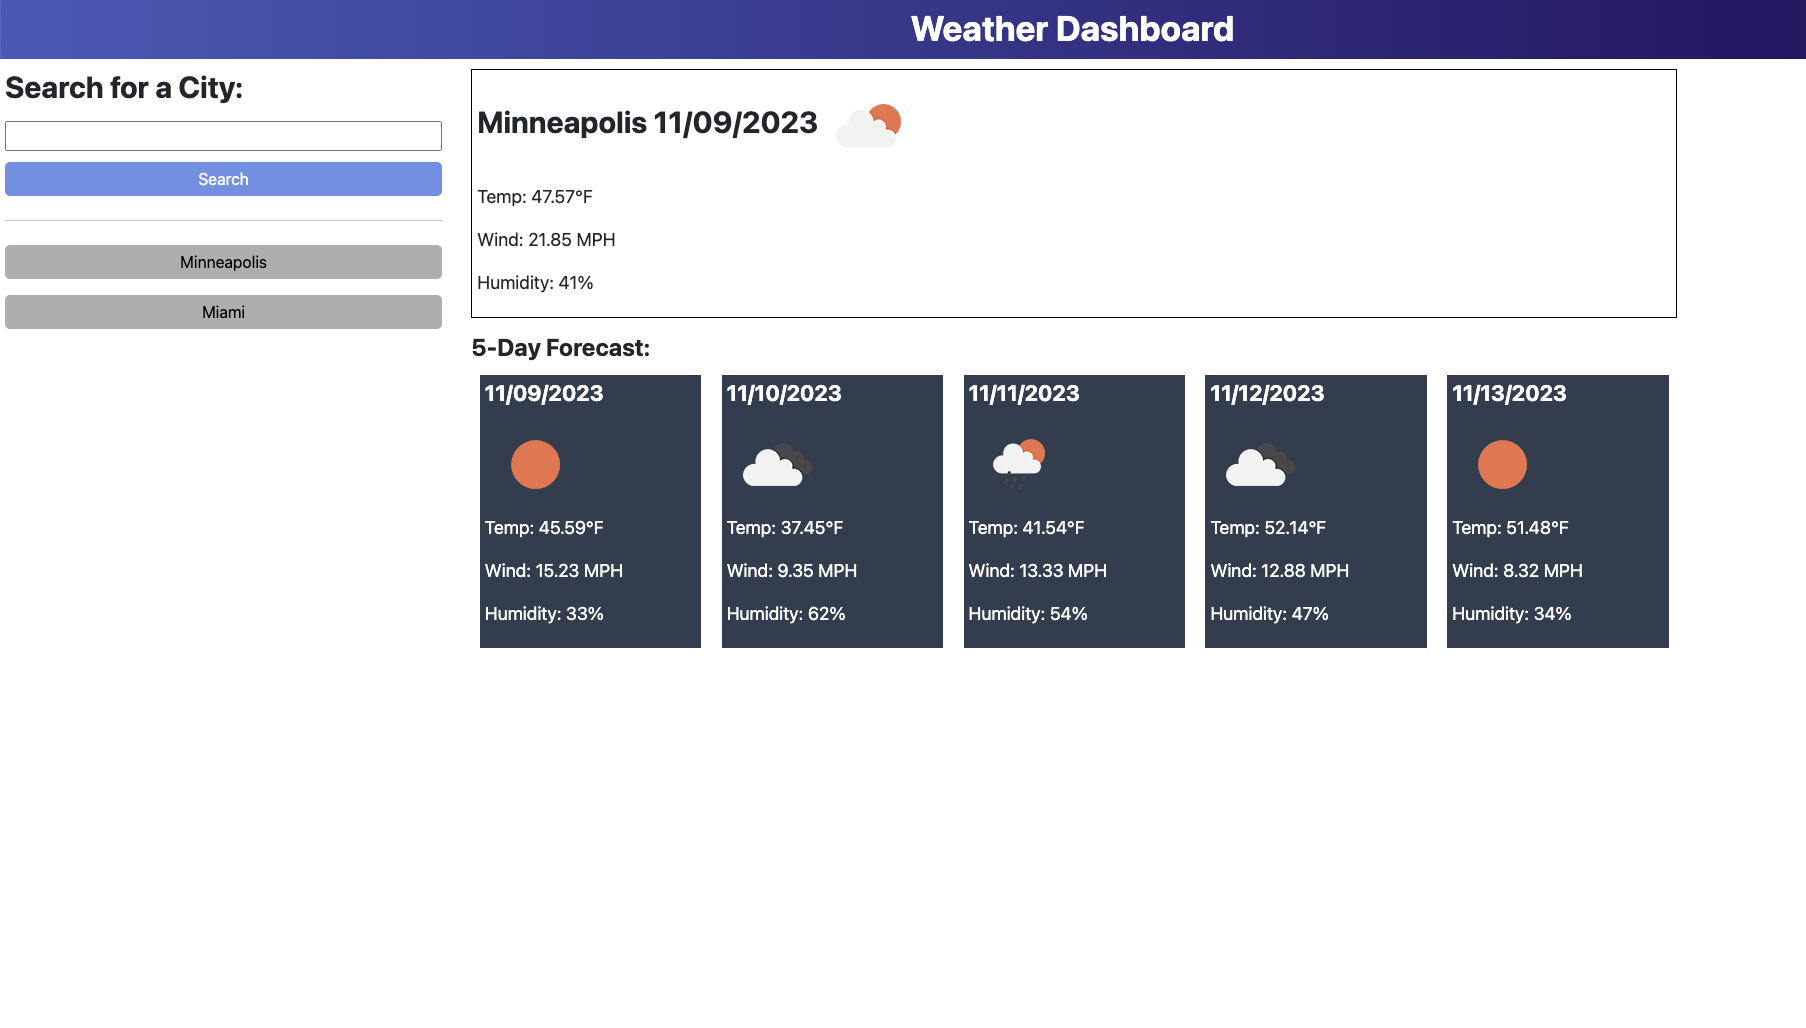 Weather Dashboard
Search for a City:
Search
Minneapolis
Miami
Minneapolis 11/09/2023
Temp: 47.57°F
Wind: 21.85 MPH
Humidity: 41%
5-Day Forecast:
11/09/2023
Temp: 45.59°F
Wind: 15.23 MPH
Humidity: 33%
11/10/2023
Temp: 37.45°F
Wind: 9.35 MPH
Humidity: 62%
11/11/2023
Temp: 41.54°F
Wind: 13.33 MPH
Humidity: 54%
11/12/2023
Temp: 52.14°F
Wind: 12.88 MPH
Humidity: 47%
11/13/2023
Temp: 51.48°F
Wind: 8.32 MPH
Humidity: 34%